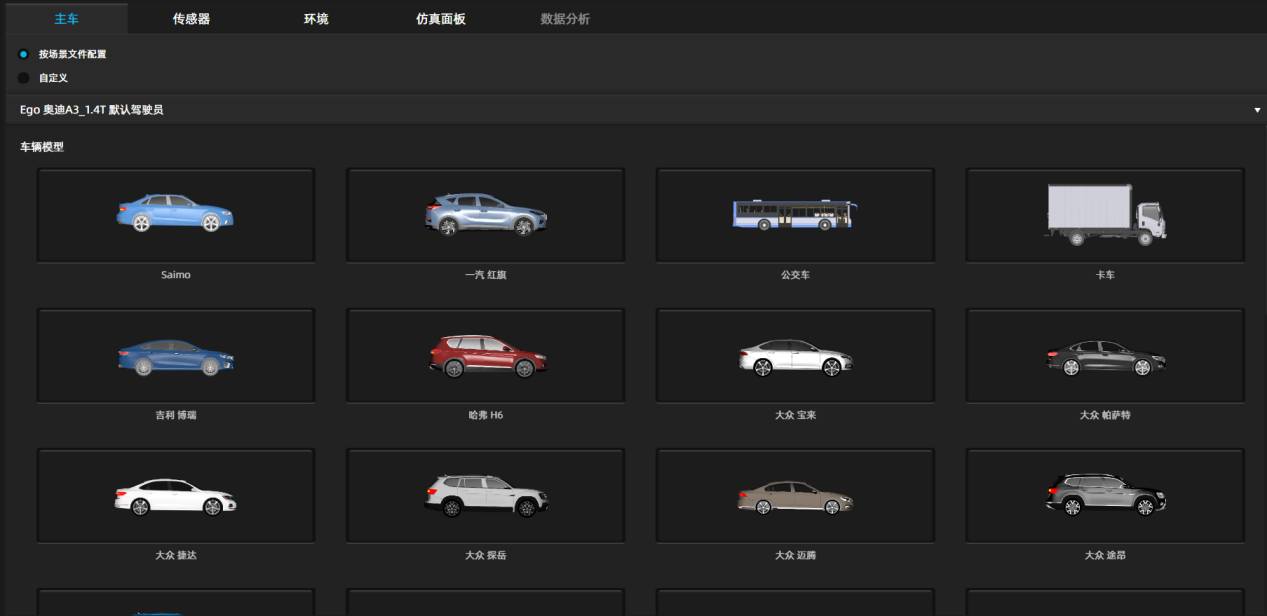 主车 传感器 环境 仿真面板 数据分析
按场景文件配置
自定义
Ego 奥迪A3_1.4T 默认驾驶员
车辆模型
Saimo 一汽 红旗 公交车 卡车
吉利 博瑞 哈弗 H6 大众 宝来 大众 帕萨特
大众 捷达 大众 探岳 大众 迈腾 大众 途昂